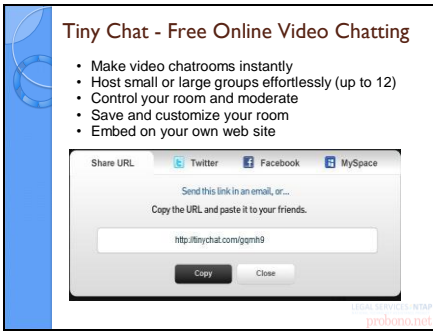 Tiny Chat - Free Online Video Chatting
• Make video chatrooms instantly
• Host small or large groups effortlessly (up to 12)
• Control your room and moderate
• Save and customize your room
• Embed on your own web site
Share URL Twitter Facebook MySpace
Send this link in an email, or...
Copy the URL and paste it to your friends.
http://tinychat.com/gqmh9
Copy Close
LEGAL SERVICES NTAP
probono.net